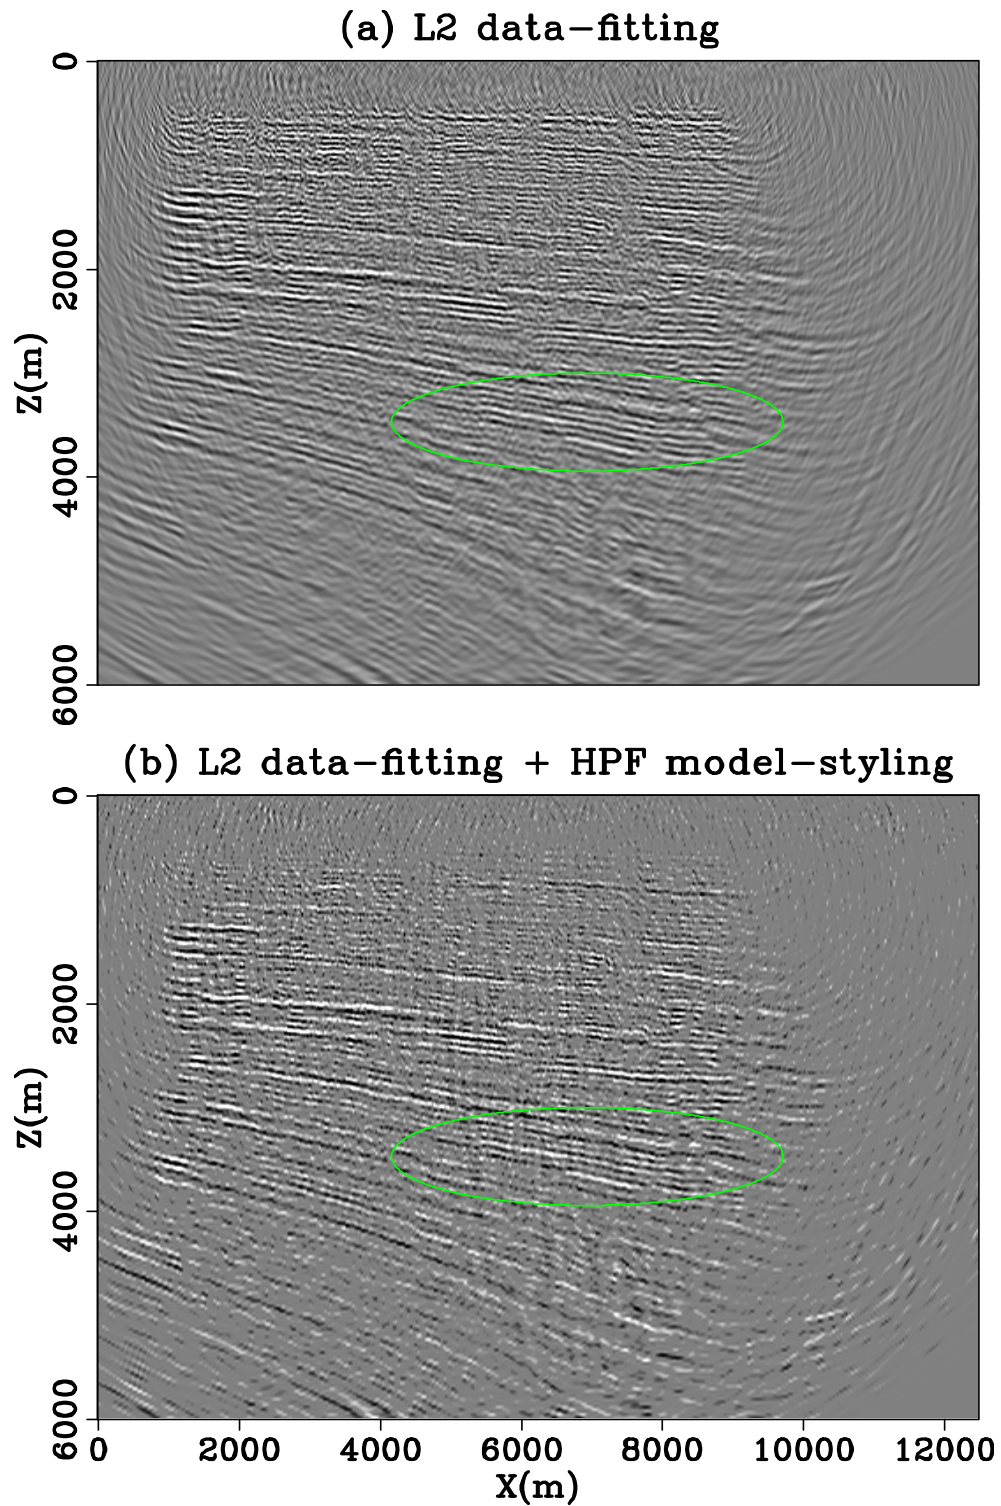 (a) L2 data-fitting
0
2000
4000
6000
Z(m)
(b) L2 data-fitting + HPF model-styling
0
2000
4000
6000
Z(m)
0 2000 4000 6000 8000 10000 12000
X(m)